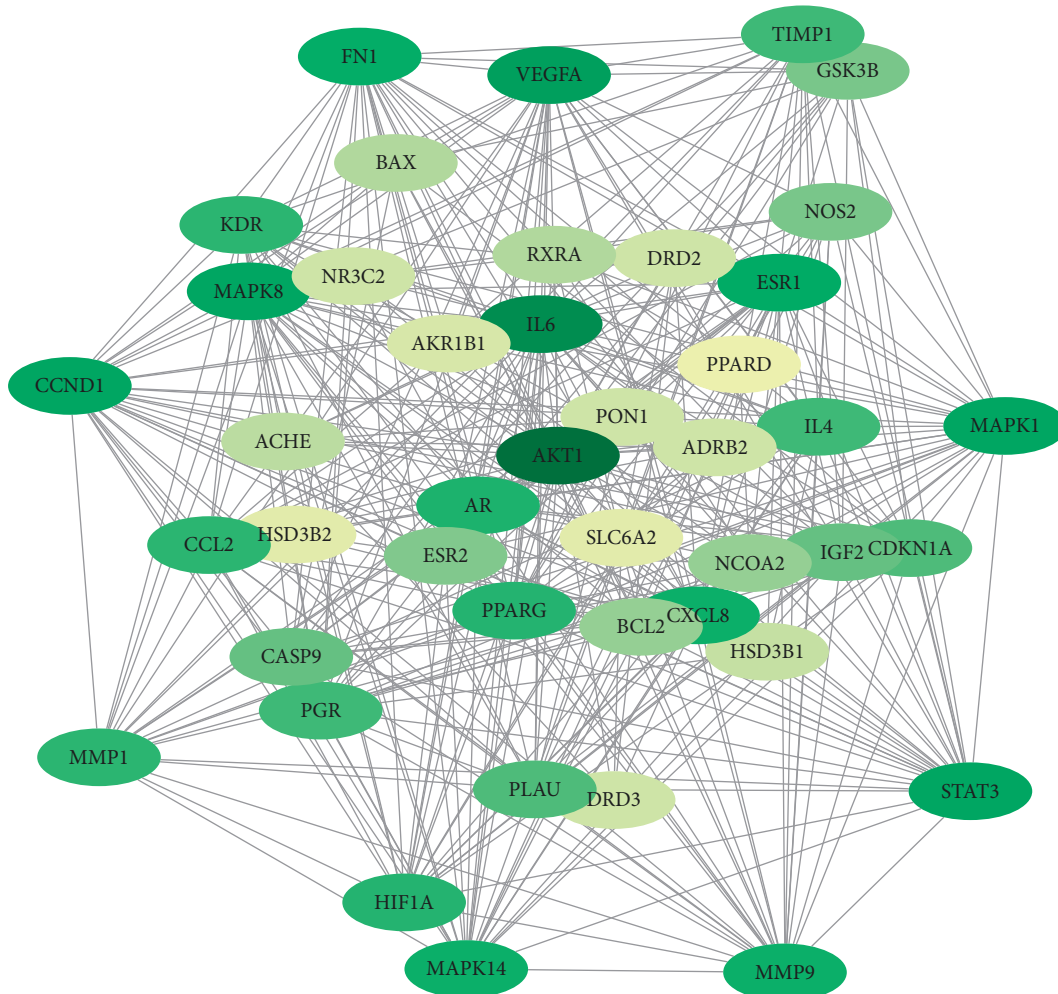 TIMP1
FN1
VEGFA
GSK3B
BAX
NOS2
KDR
RXRA
DRD2
NR3C2
ESR1
MAPK8
IL6
AKR1B1
PPARD
CCND1
PON1
IL4
MAPK1
ACHE
ADRB2
AKT1
AR
HSD3B2
SLC6A2
CCL2
ESR2
NCOA2
IGF2
CDKN1A
PPARG
CXCL8
BCL2
HSD3B1
CASP9
PGR
MMP1
PLAU
DRD3
STAT3
HIF1A
MAPK14
MMP9